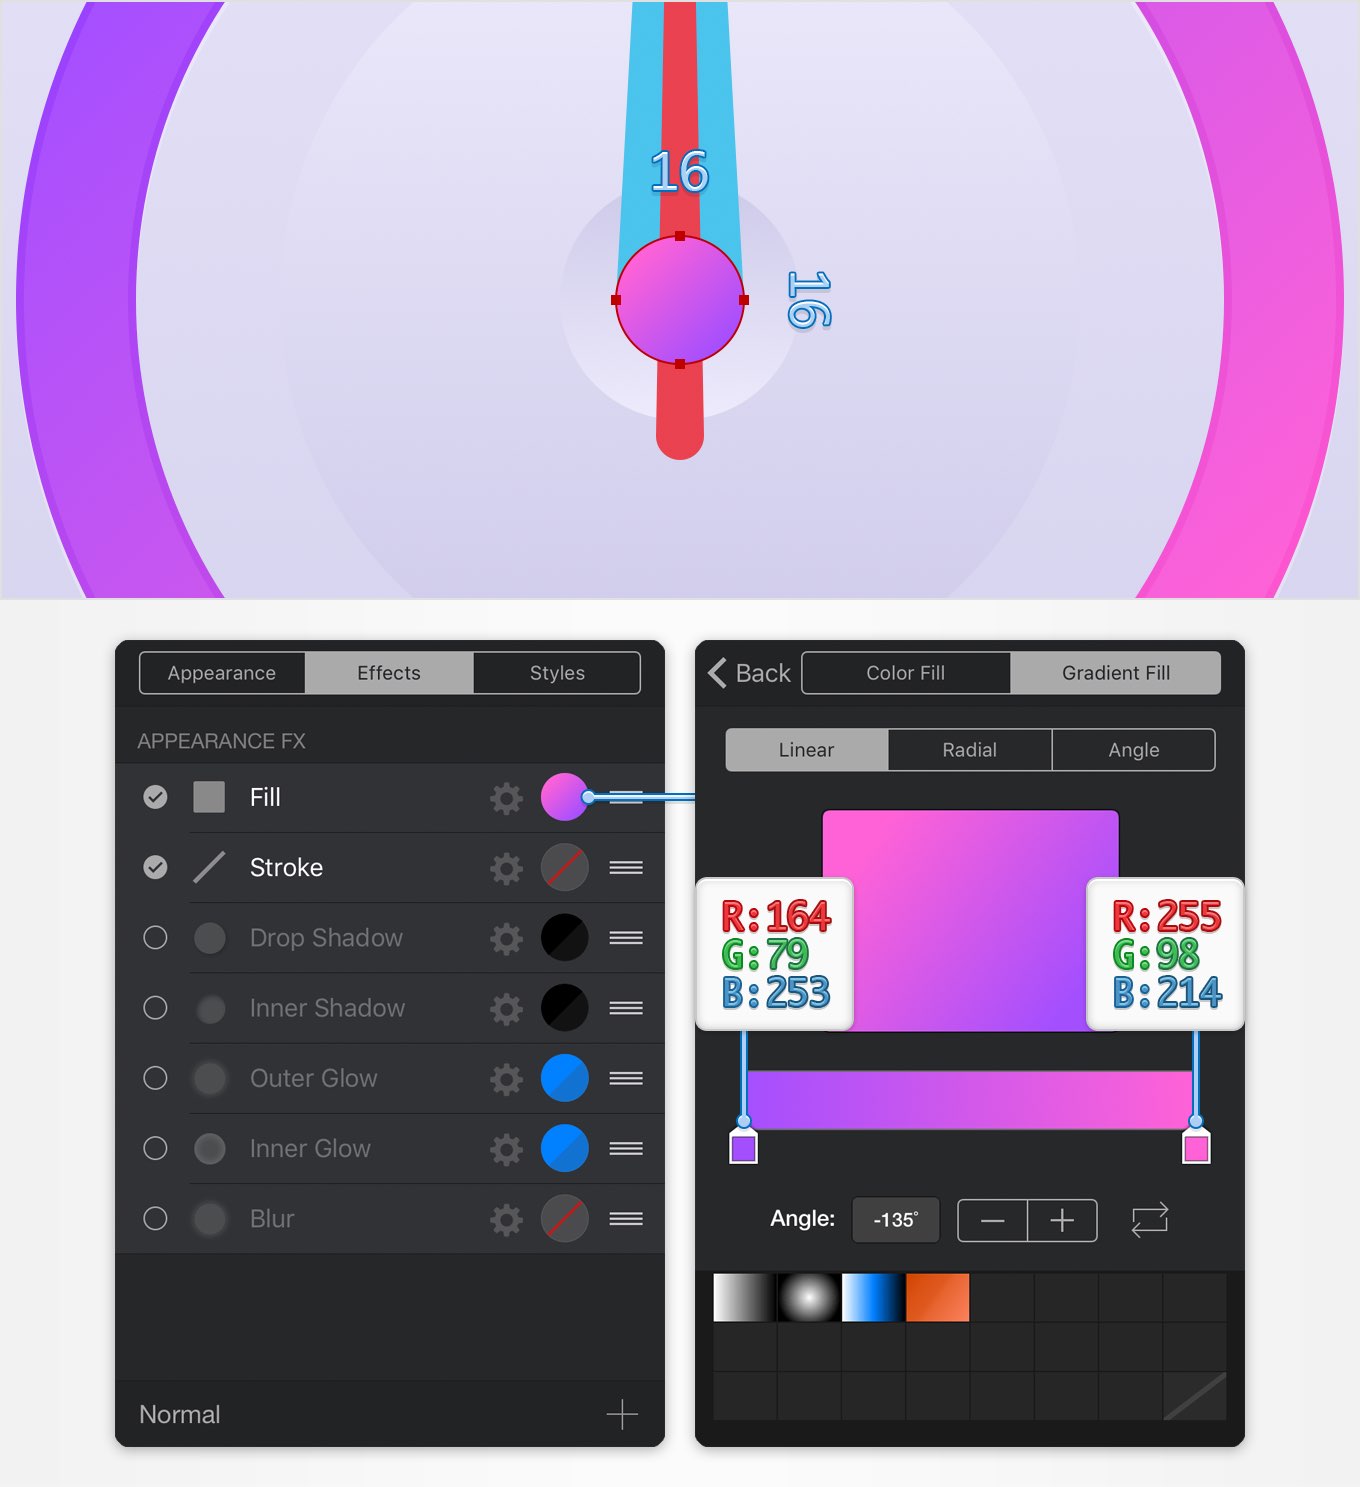 16
16
Appearance Effects Styles
APPEARANCE FX
Fill
Stroke
Drop Shadow
Inner Shadow
Outer Glow
Inner Glow
Blur
Normal
Back Color Fill Gradient Fill
Linear Radial Angle
R:164
G:79
B:253
R:255
G:98
B:214
Angle: -135°